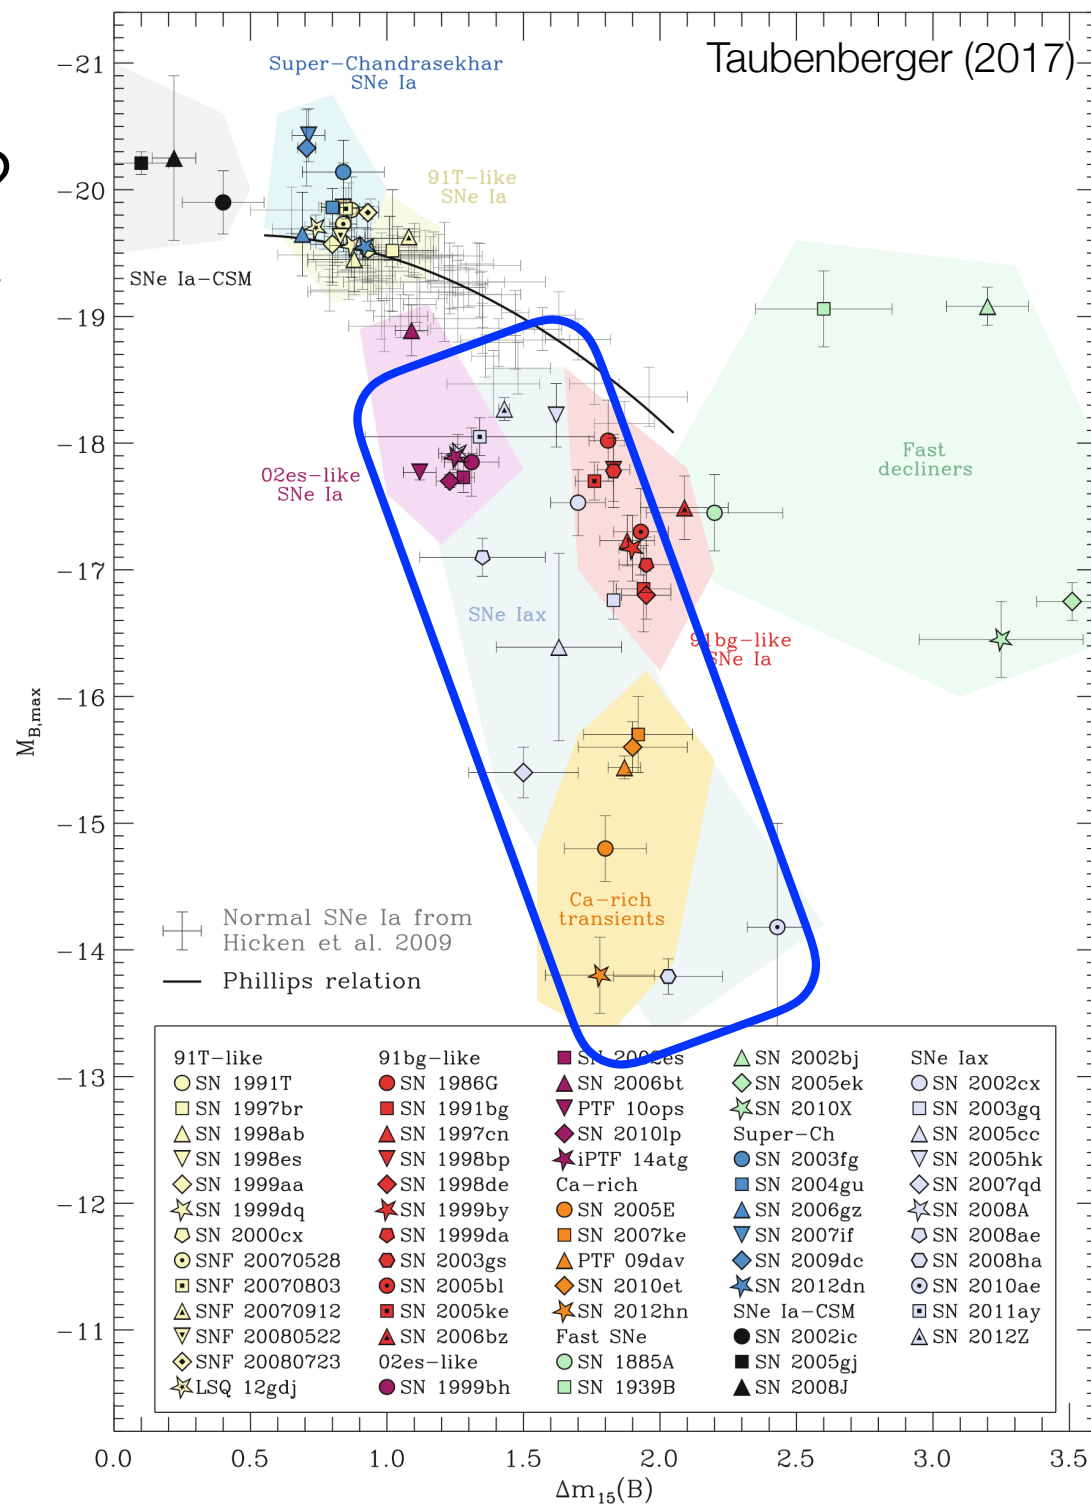 Taubenberger (2017)
Super-Chandrasekhar
SNe Ia
91T-like
SNe Ia
SNe Ia-CSM
02es-like
SNe Ia
SNe Iax
91bg-like
SNe Ia
Fast
decliners
Ca-rich
transients
Normal SNe Ia from
Hicken et al. 2009
Phillips relation
M_B,max
-21
-20
-19
-18
-17
-16
-15
-14
-13
-12
-11
91T-like
SN 1991T
SN 1997br
SN 1998ab
SN 1998es
SN 1999aa
SN 1999dq
SN 2000cx
SNF 20070528
SNF 20070803
SNF 20070912
SNF 20080522
SNF 20080723
LSQ 12gdj
91bg-like
SN 1986G
SN 1991bg
SN 1997cn
SN 1998bp
SN 1998de
SN 1999by
SN 1999da
SN 2003gs
SN 2005bl
SN 2005ke
SN 2006bz
02es-like
SN 1999bh
SN 2002es
SN 2006bt
PTF 10ops
SN 2010lp
iPTF 14atg
Ca-rich
SN 2005E
SN 2007ke
PTF 09dav
SN 2010et
SN 2012hn
Fast SNe
SN 1885A
SN 1939B
SN 2002bj
SN 2005ek
SN 2010X
Super-Ch
SN 2003fg
SN 2004gu
SN 2006gz
SN 2007if
SN 2009dc
SN 2012dn
SNe Ia-CSM
SN 2002ic
SN 2005gj
SN 2008J
SNe Iax
SN 2002cx
SN 2003gq
SN 2005cc
SN 2005hk
SN 2007qd
SN 2008A
SN 2008ae
SN 2008ha
SN 2010ae
SN 2011ay
SN 2012Z
0.0 0.5 1.0 1.5 2.0 2.5 3.0 3.5
Δm₁₅(B)